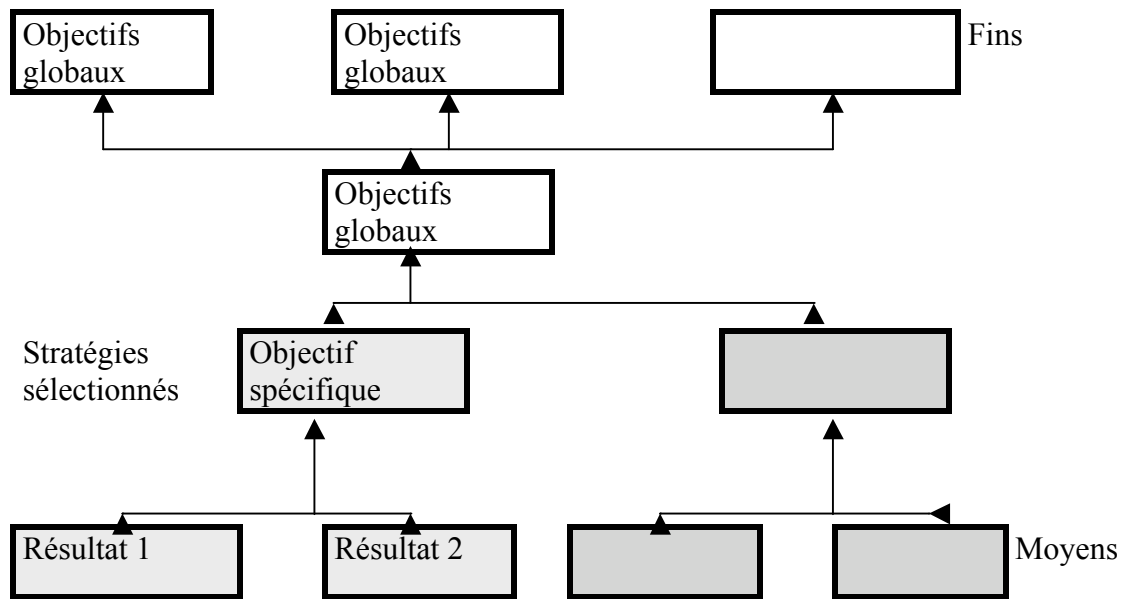 Objectifs
globaux
Objectifs
globaux
Fins
Objectifs
globaux
Stratégies
sélectionnés
Objectif
spécifique
Résultat 1
Résultat 2
Moyens